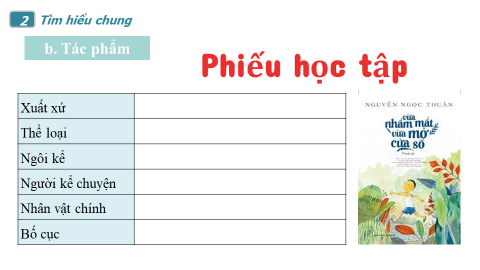 2 Tìm hiểu chung
b. Tác phẩm
Phiếu học tập
Xuất xứ
Thể loại
Ngôi kể
Người kể chuyện
Nhân vật chính
Bố cục
NGUYỄN NGỌC THUẦN
vừa
nhắm mắt
vừa mở
cửa sổ